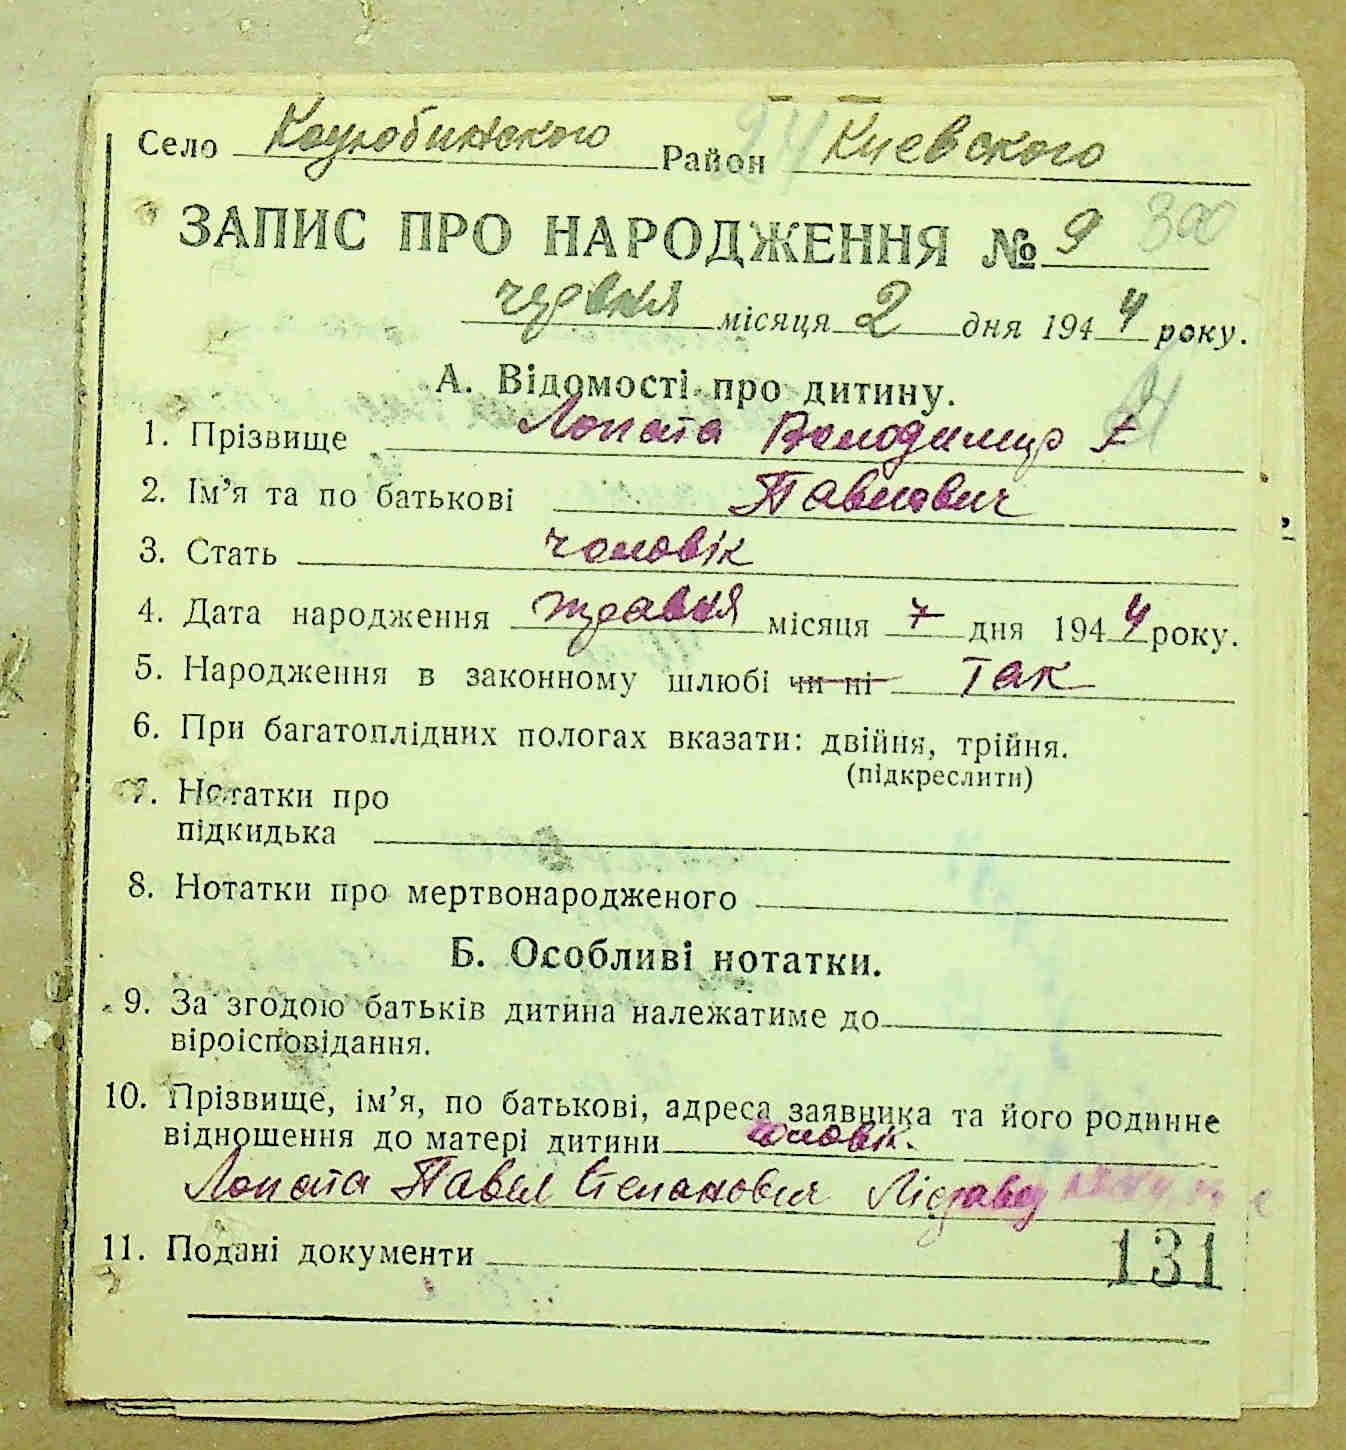 Село Коцюбинского Район Киевского
ЗАПИС ПРО НАРОДЖЕННЯ № 9 300
червня місяця 2 дня 1944 року.
А. Відомості про дитину.
1. Прізвище Лопата Володимир
2. Ім’я та по батькові Павлович
3. Стать чоловік
4. Дата народження травня місяця 7 дня 1944 року.
5. Народження в законному шлюбі чи ні так
6. При багатоплідних пологах вказати: двійня, трійня.
(підкреслити)
7. Нотатки про
підкидька
8. Нотатки про мертвонародженого
Б. Особливі нотатки.
9. За згодою батьків дитина належатиме до
віроісповідання.
10. Прізвище, ім’я, по батькові, адреса заявника та його родинне
відношення до матері дитини чоловік.
Лопата Павел Степанович
11. Подані документи
131